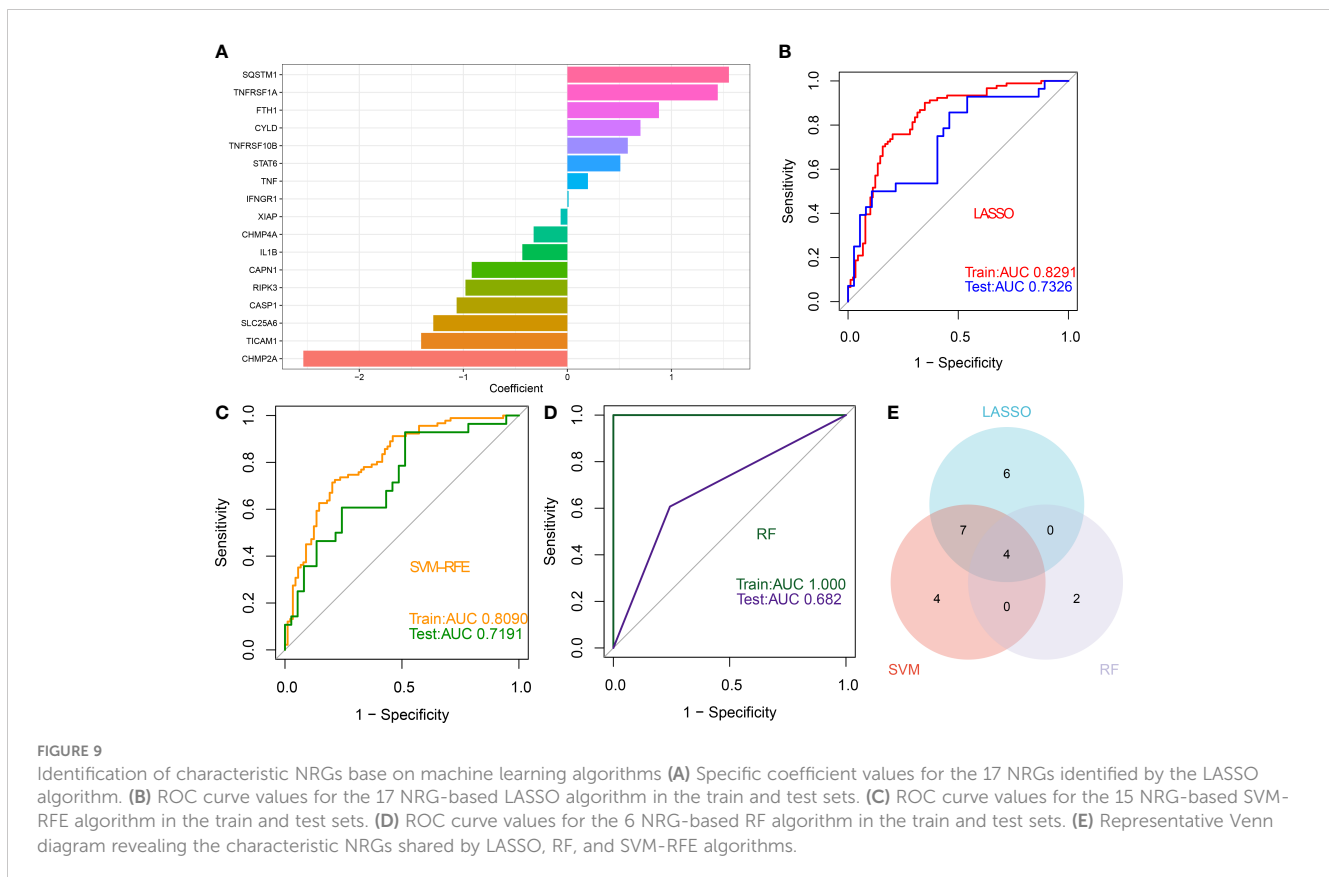 A
SQSTM1
TNFRSF1A
FTH1
CYLD
TNFRSF10B
STAT6
TNF
IFNGR1
XIAP
CHMP4A
IL1B
CAPN1
RIPK3
CASP1
SLC25A6
TICAM1
CHMP2A
−2
−1
0
1
Coefficient
B
Sensitivity
0.0
0.2
0.4
0.6
0.8
1.0
LASSO
Train:AUC 0.8291
Test:AUC 0.7326
0.0
0.5
1.0
1 − Specificity
C
Sensitivity
0.0
0.2
0.4
0.6
0.8
1.0
SVM−RFE
Train:AUC 0.8090
Test:AUC 0.7191
0.0
0.5
1.0
1 − Specificity
D
Sensitivity
0.0
0.2
0.4
0.6
0.8
1.0
RF
Train:AUC 1.000
Test:AUC 0.682
0.0
0.5
1.0
1 − Specificity
E
LASSO
6
7
0
4
4
0
2
SVM
RF
FIGURE 9
Identification of characteristic NRGs base on machine learning algorithms (A) Specific coefficient values for the 17 NRGs identified by the LASSO
algorithm. (B) ROC curve values for the 17 NRG-based LASSO algorithm in the train and test sets. (C) ROC curve values for the 15 NRG-based SVM-
RFE algorithm in the train and test sets. (D) ROC curve values for the 6 NRG-based RF algorithm in the train and test sets. (E) Representative Venn
diagram revealing the characteristic NRGs shared by LASSO, RF, and SVM-RFE algorithms.